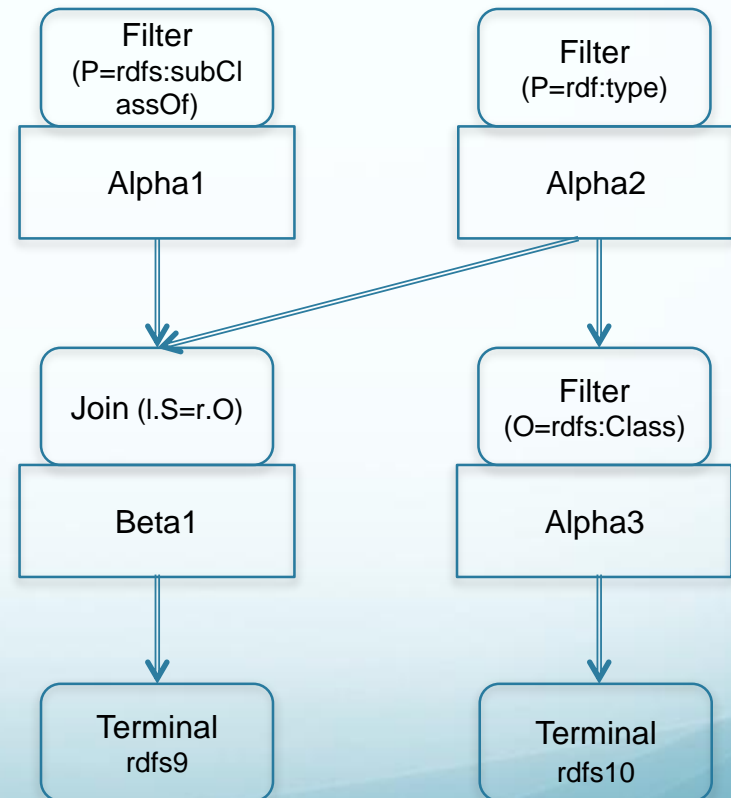 Filter
(P=rdfs:subCl
assOf)
Filter
(P=rdf:type)
Alpha1
Alpha2
Join (l.S=r.O)
Filter
(O=rdfs:Class)
Beta1
Alpha3
Terminal
rdfs9
Terminal
rdfs10